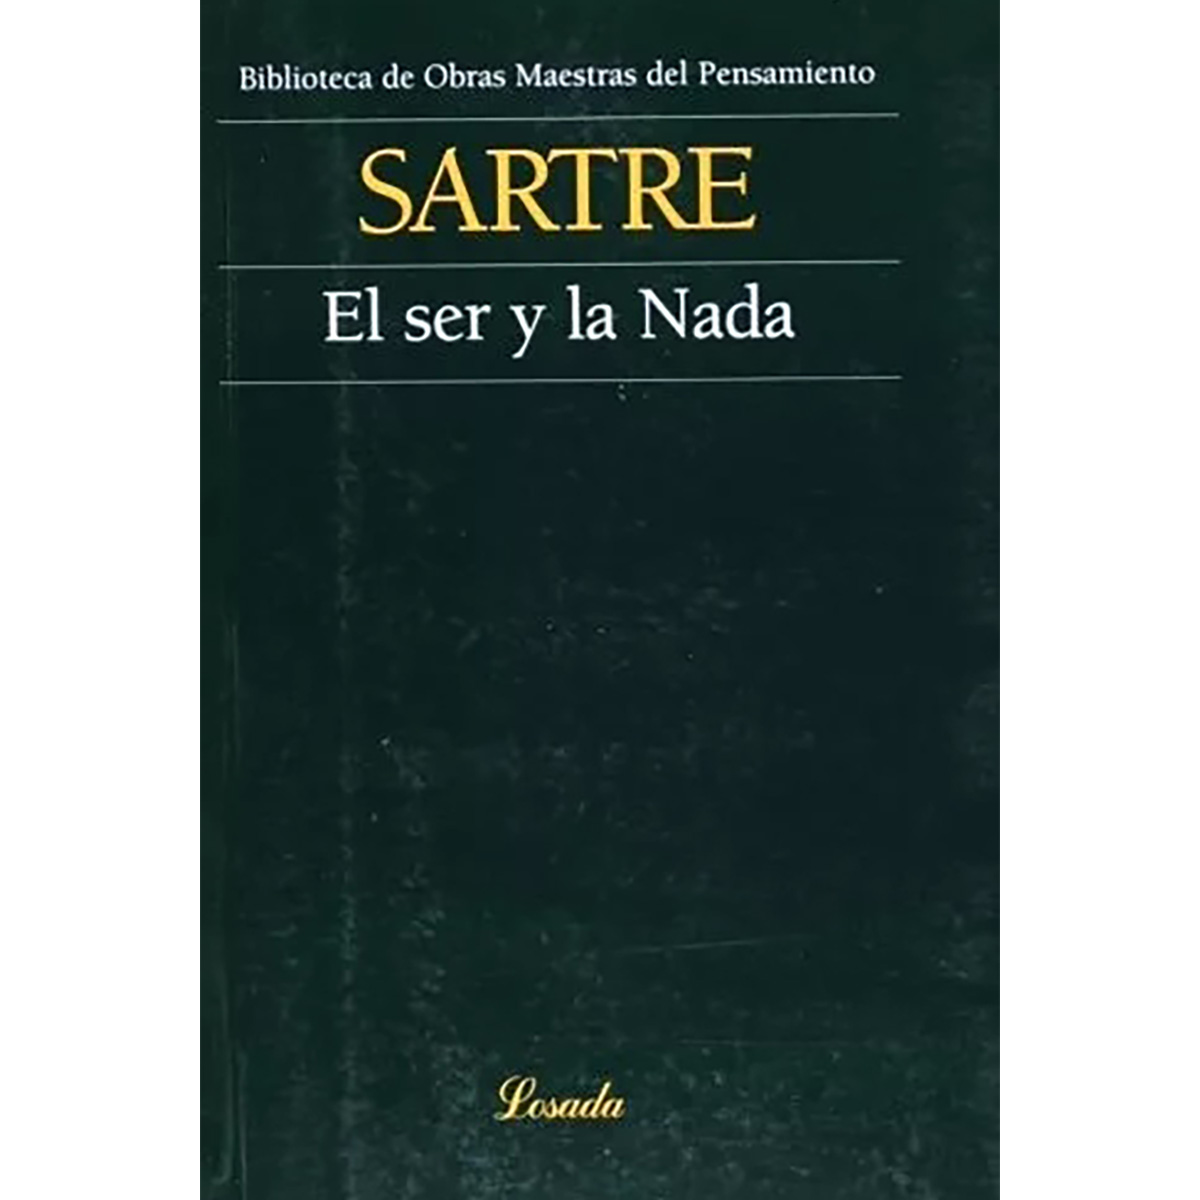 Biblioteca de Obras Maestras del Pensamiento
SARTRE
El ser y la Nada
Losada